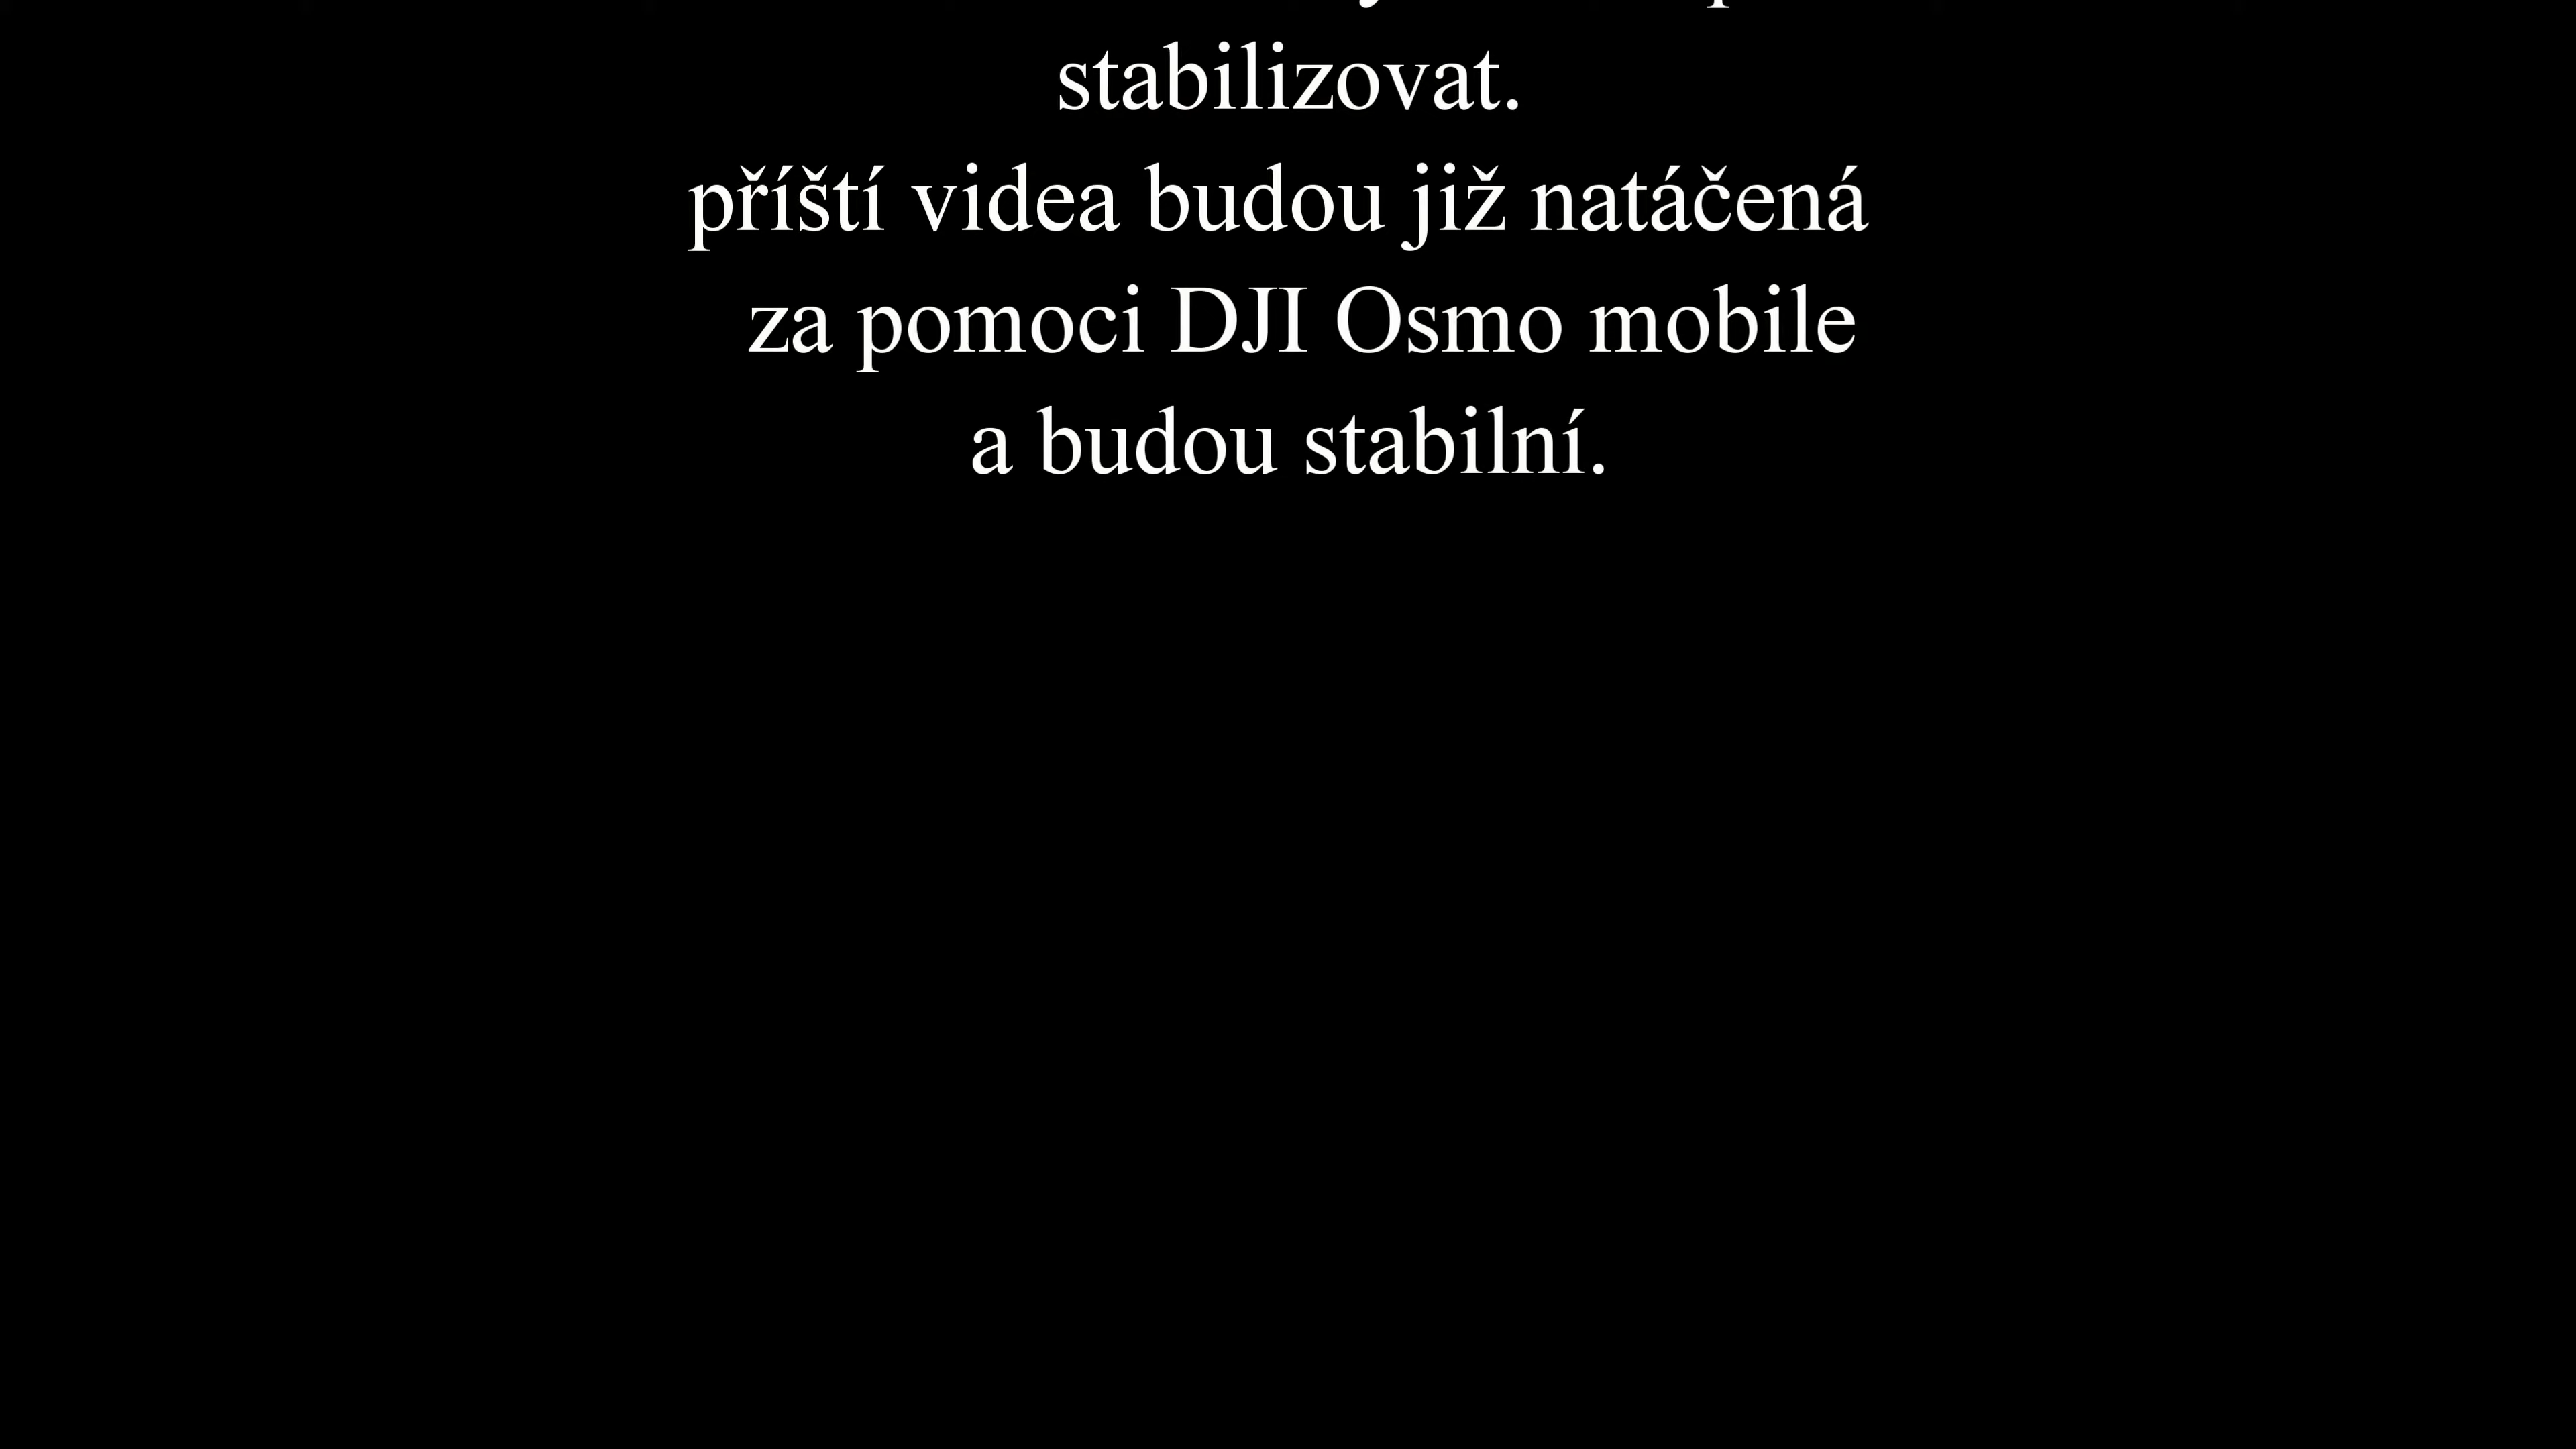 stabilizovat.
příští videa budou již natáčená
za pomoci DJI Osmo mobile
a budou stabilní.